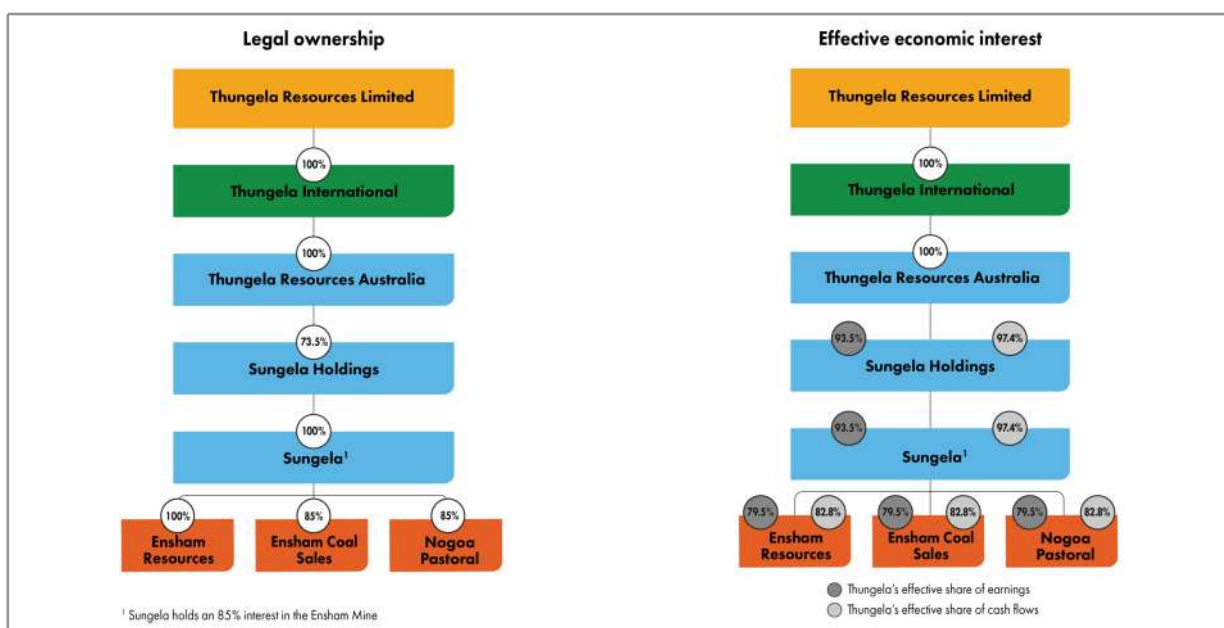 Legal ownership
Thungela Resources Limited
100%
Thungela International
100%
Thungela Resources Australia
73.5%
Sungela Holdings
100%
Sungela¹
100%
85%
85%
Ensham
Resources
Ensham Coal
Sales
Nogoa
Pastoral
¹ Sungela holds an 85% interest in the Ensham Mine
Effective economic interest
Thungela Resources Limited
100%
Thungela International
100%
Thungela Resources Australia
93.5%
97.4%
Sungela Holdings
93.5%
97.4%
Sungela¹
79.5%
82.8%
79.5%
82.8%
79.5%
82.8%
Ensham
Resources
Ensham Coal
Sales
Nogoa
Pastoral
Thungela's effective share of earnings
Thungela's effective share of cash flows